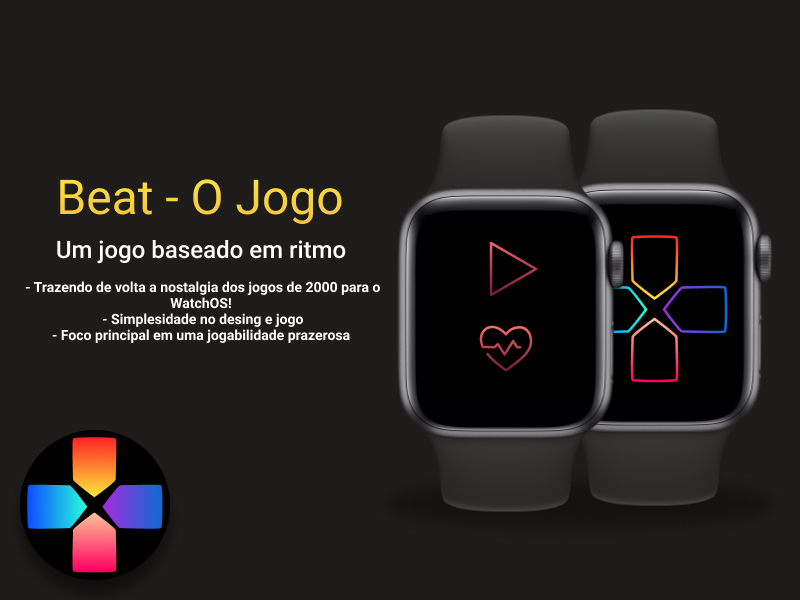 Beat - O Jogo
Um jogo baseado em ritmo
- Trazendo de volta a nostalgia dos jogos de 2000 para o
WatchOS!
- Simplesidade no desing e jogo
- Foco principal em uma jogabilidade prazerosa